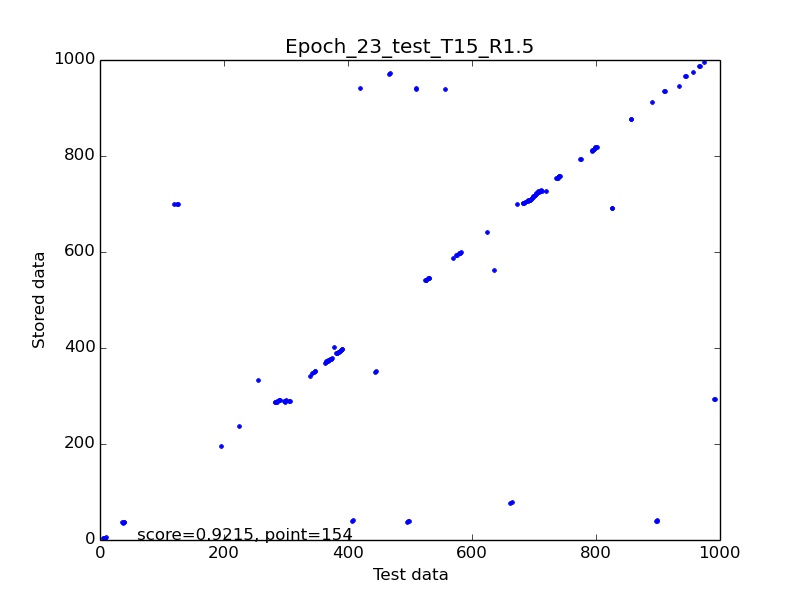 Epoch_23_test_T15_R1.5
1000
800
600
400
200
0
Stored data
score=0.9215, point=154
0 200 400 600 800 1000
Test data